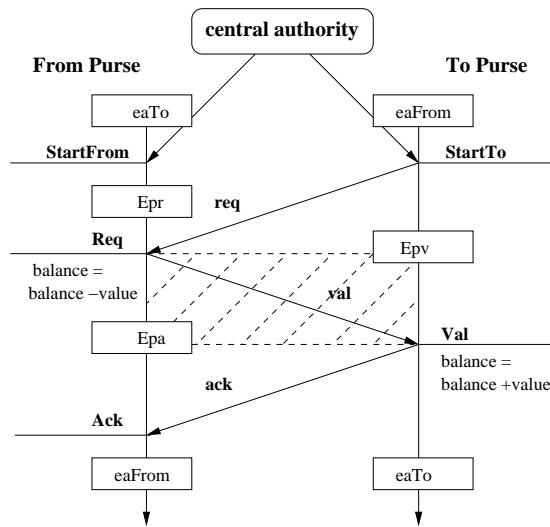 central authority
From Purse
To Purse
eaTo
eaFrom
StartFrom
StartTo
Epr
req
Req
Epv
balance =
balance −value
val
Epa
Val
balance =
balance +value
ack
Ack
eaFrom
eaTo